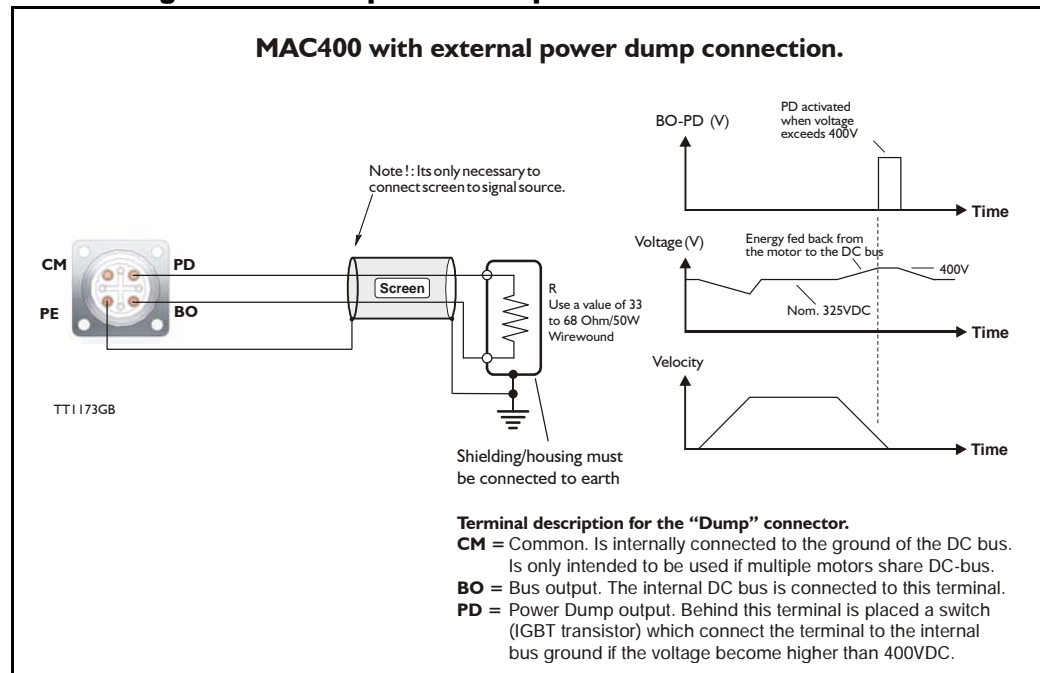 MAC400 with external power dump connection.
Note!: Its only necessary to
connect screen to signal source.
CM
PD
PE
BO
Screen
R
Use a value of 33
to 68 Ohm/50W
Wirewound
TT1173GB
Shielding/housing must
be connected to earth
BO-PD (V)
PD activated
when voltage
exceeds 400V
Time
Voltage (V)
Energy fed back from
the motor to the DC bus
400V
Nom. 325VDC
Time
Velocity
Time
Terminal description for the “Dump” connector.
CM = Common. Is internally connected to the ground of the DC bus.
Is only intended to be used if multiple motors share DC-bus.
BO = Bus output. The internal DC bus is connected to this terminal.
PD = Power Dump output. Behind this terminal is placed a switch
(IGBT transistor) which connect the terminal to the internal
bus ground if the voltage become higher than 400VDC.